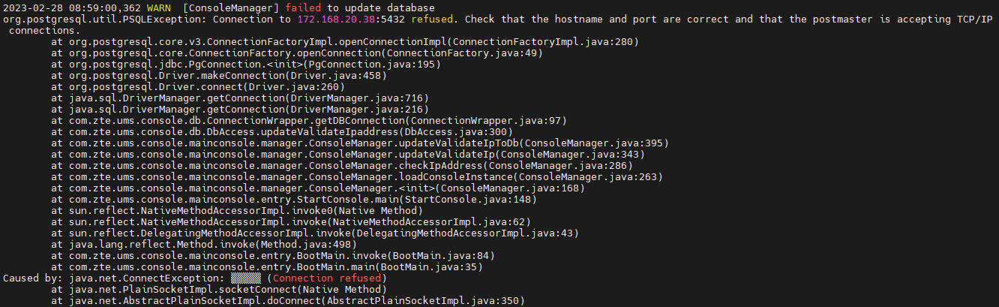 2023-02-28 08:59:00,362 WARN  [ConsoleManager] failed to update database
org.postgresql.util.PSQLException: Connection to 172.168.20.38:5432 refused. Check that the hostname and port are correct and that the postmaster is accepting TCP/IP
 connections.
        at org.postgresql.core.v3.ConnectionFactoryImpl.openConnectionImpl(ConnectionFactoryImpl.java:280)
        at org.postgresql.core.ConnectionFactory.openConnection(ConnectionFactory.java:49)
        at org.postgresql.jdbc.PgConnection.<init>(PgConnection.java:195)
        at org.postgresql.Driver.makeConnection(Driver.java:458)
        at org.postgresql.Driver.connect(Driver.java:260)
        at java.sql.DriverManager.getConnection(DriverManager.java:716)
        at java.sql.DriverManager.getConnection(DriverManager.java:216)
        at com.zte.ums.console.db.ConnectionWrapper.getDBConnection(ConnectionWrapper.java:97)
        at com.zte.ums.console.db.DbAccess.updateValidateIpaddress(DbAccess.java:300)
        at com.zte.ums.console.mainconsole.manager.ConsoleManager.updateValidateIpToDb(ConsoleManager.java:395)
        at com.zte.ums.console.mainconsole.manager.ConsoleManager.updateValidateIp(ConsoleManager.java:343)
        at com.zte.ums.console.mainconsole.manager.ConsoleManager.checkIpAddress(ConsoleManager.java:286)
        at com.zte.ums.console.mainconsole.manager.ConsoleManager.loadConsoleInstance(ConsoleManager.java:263)
        at com.zte.ums.console.mainconsole.manager.ConsoleManager.<init>(ConsoleManager.java:168)
        at com.zte.ums.console.mainconsole.entry.StartConsole.main(StartConsole.java:148)
        at sun.reflect.NativeMethodAccessorImpl.invoke0(Native Method)
        at sun.reflect.NativeMethodAccessorImpl.invoke(NativeMethodAccessorImpl.java:62)
        at sun.reflect.DelegatingMethodAccessorImpl.invoke(DelegatingMethodAccessorImpl.java:43)
        at java.lang.reflect.Method.invoke(Method.java:498)
        at com.zte.ums.console.mainconsole.entry.BootMain.invoke(BootMain.java:84)
        at com.zte.ums.console.mainconsole.entry.BootMain.main(BootMain.java:35)
Caused by: java.net.ConnectException: ▒▒▒▒▒ (Connection refused)
        at java.net.PlainSocketImpl.socketConnect(Native Method)
        at java.net.AbstractPlainSocketImpl.doConnect(AbstractPlainSocketImpl.java:350)